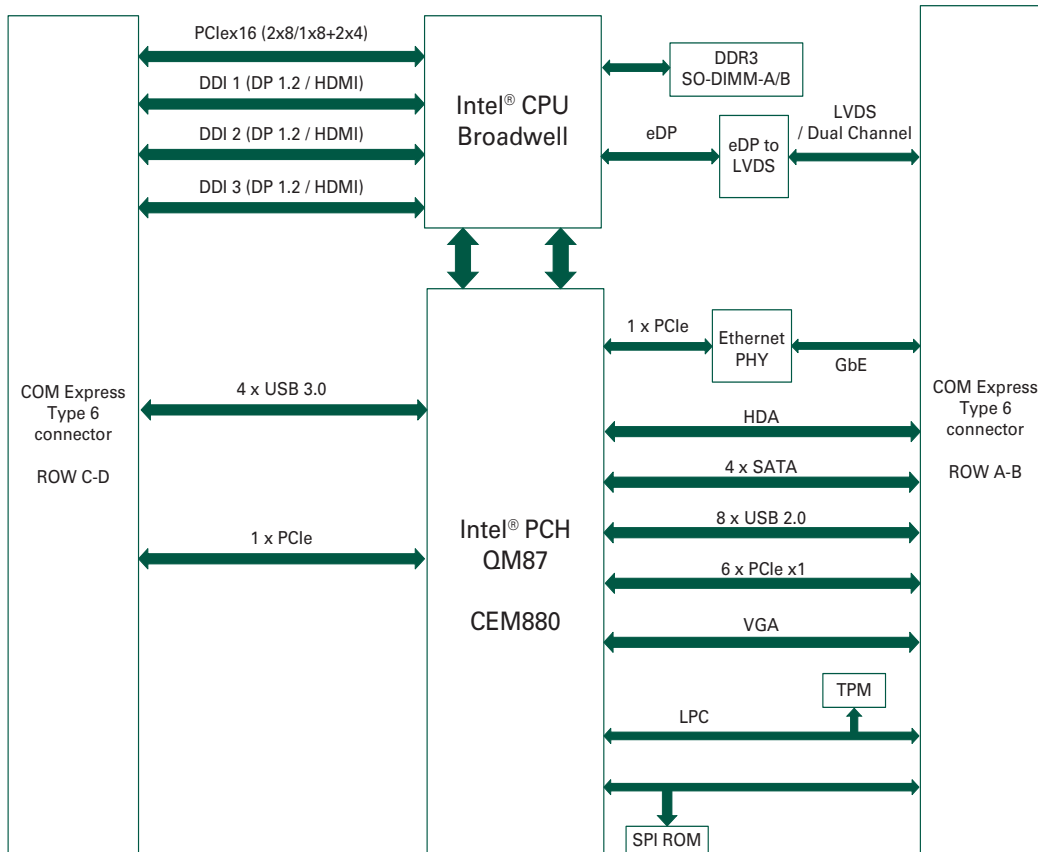 PCIex16 (2x8/1x8+2x4)
DDI 1 (DP 1.2 / HDMI)
DDI 2 (DP 1.2 / HDMI)
DDI 3 (DP 1.2 / HDMI)
Intel® CPU
Broadwell
DDR3
SO-DIMM-A/B
eDP
eDP to
LVDS
LVDS
/ Dual Channel
COM Express
Type 6
connector
ROW C-D
4 x USB 3.0
1 x PCIe
Intel® PCH
QM87
CEM880
1 x PCIe
Ethernet
PHY
GbE
HDA
4 x SATA
8 x USB 2.0
6 x PCIe x1
VGA
LPC
TPM
SPI ROM
COM Express
Type 6
connector
ROW A-B